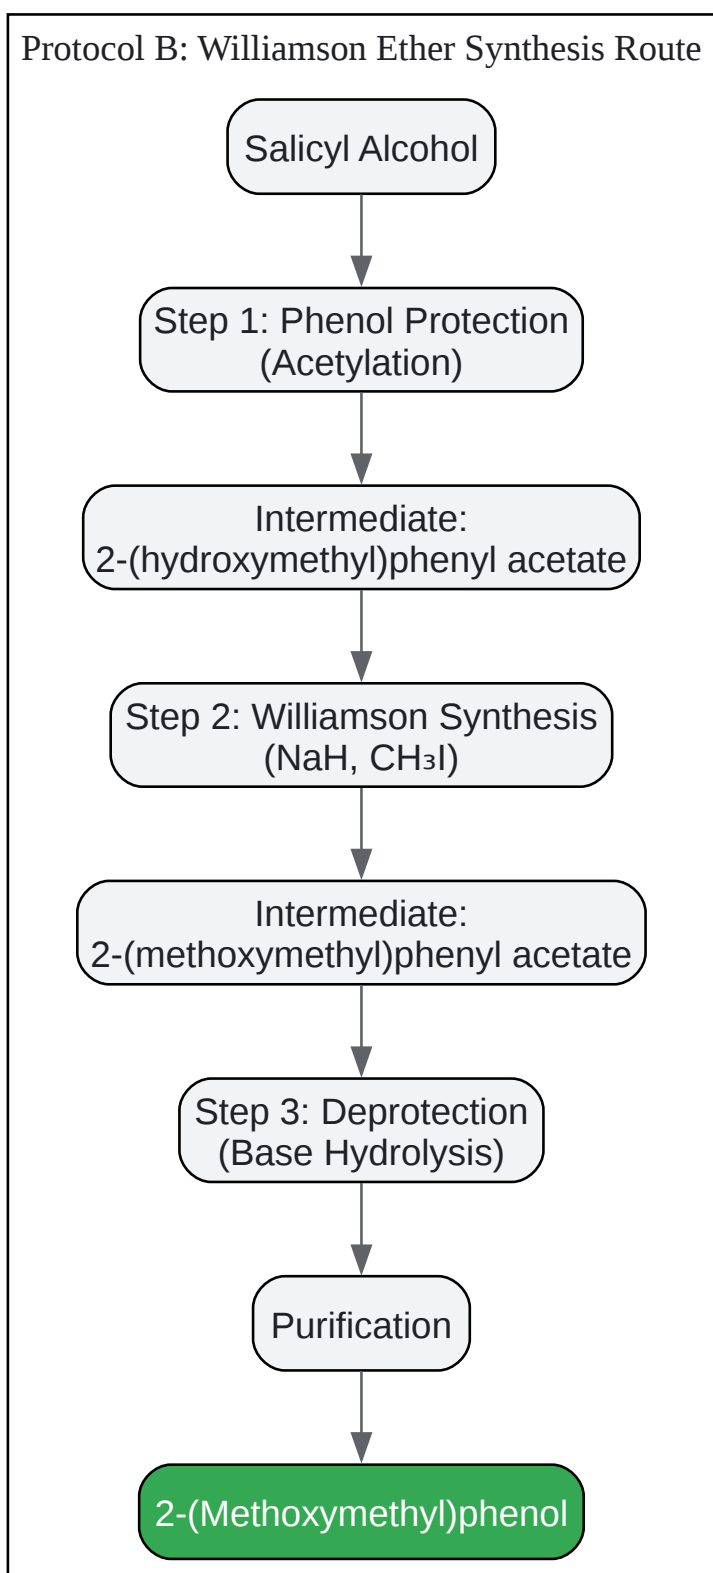 Protocol B: Williamson Ether Synthesis Route
Salicyl Alcohol
Step 1: Phenol Protection
(Acetylation)
Intermediate:
2-(hydroxymethyl)phenyl acetate
Step 2: Williamson Synthesis
(NaH, CH₃I)
Intermediate:
2-(methoxymethyl)phenyl acetate
Step 3: Deprotection
(Base Hydrolysis)
Purification
2-(Methoxymethyl)phenol